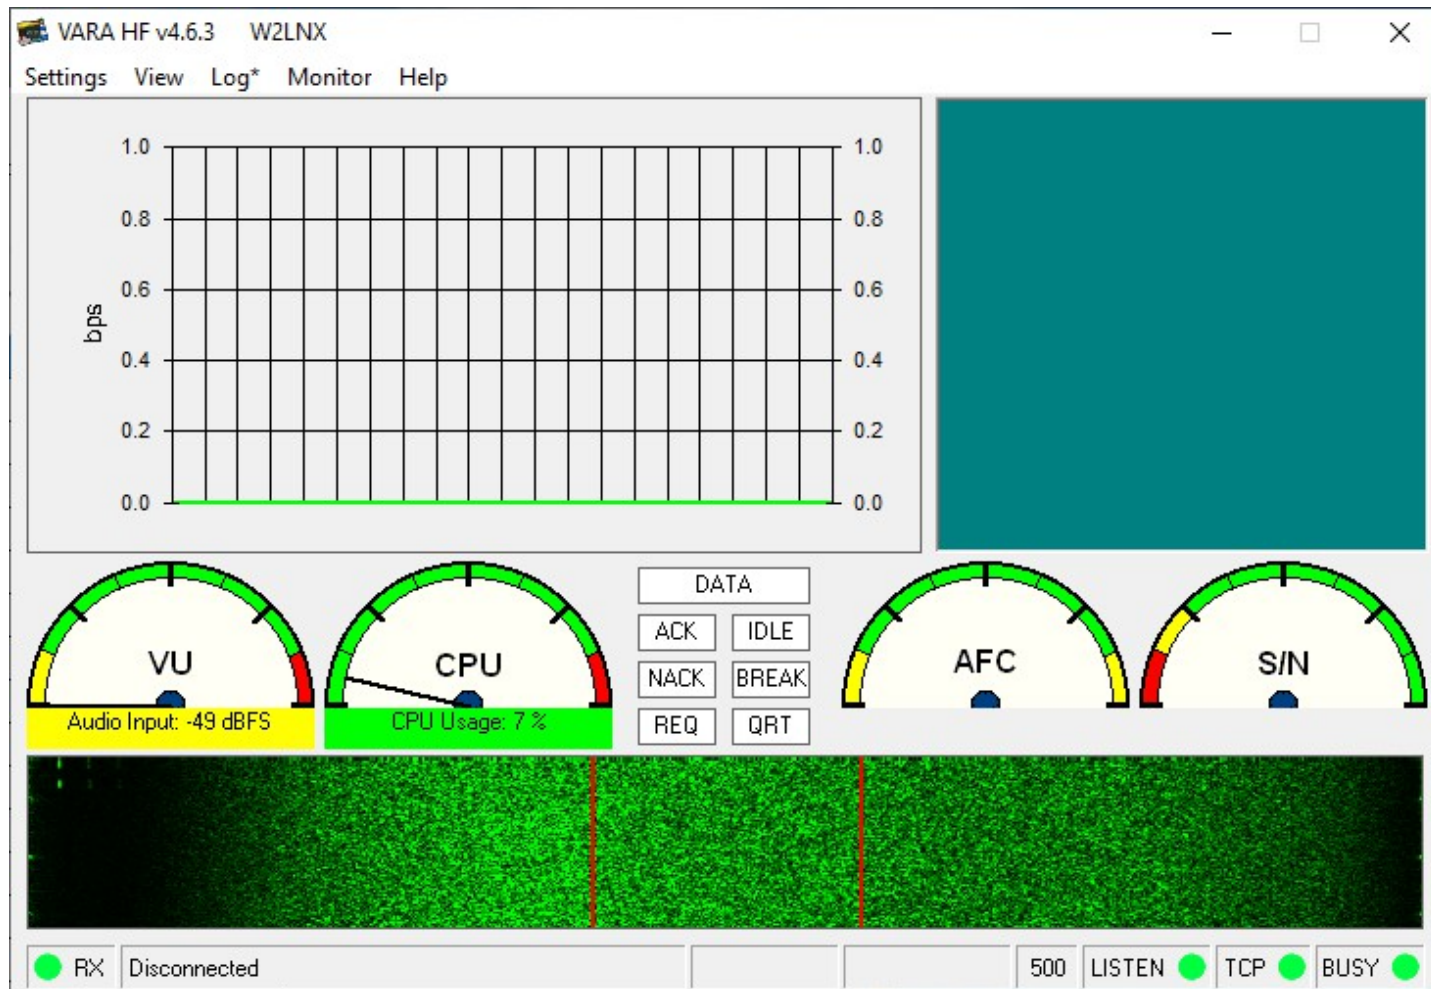 VARA HF v4.6.3 W2LNX
Settings View Log* Monitor Help
1.0 1.0
0.8 0.8
0.6 0.6
bps
0.4 0.4
0.2 0.2
0.0 0.0
VU CPU AFC S/N
Audio Input: -49 dBFS
CPU Usage: 7 %
DATA
ACK IDLE
NACK BREAK
REQ QRT
RX Disconnected 500 LISTEN TCP BUSY